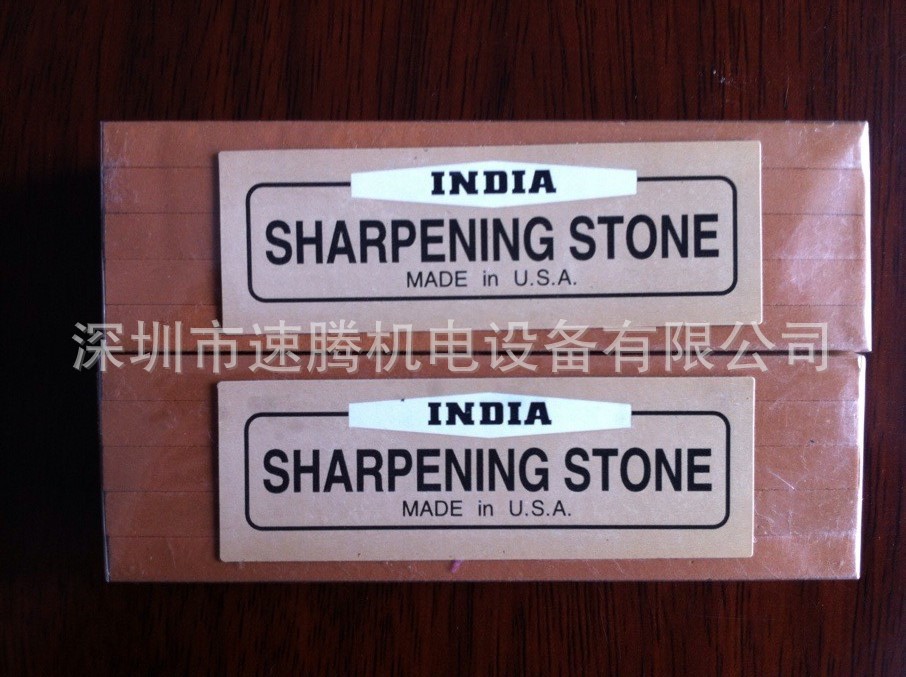 INDIA
SHARPENING STONE
MADE in U.S.A.
深圳市速腾机电设备有限公司
INDIA
SHARPENING STONE
MADE in U.S.A.